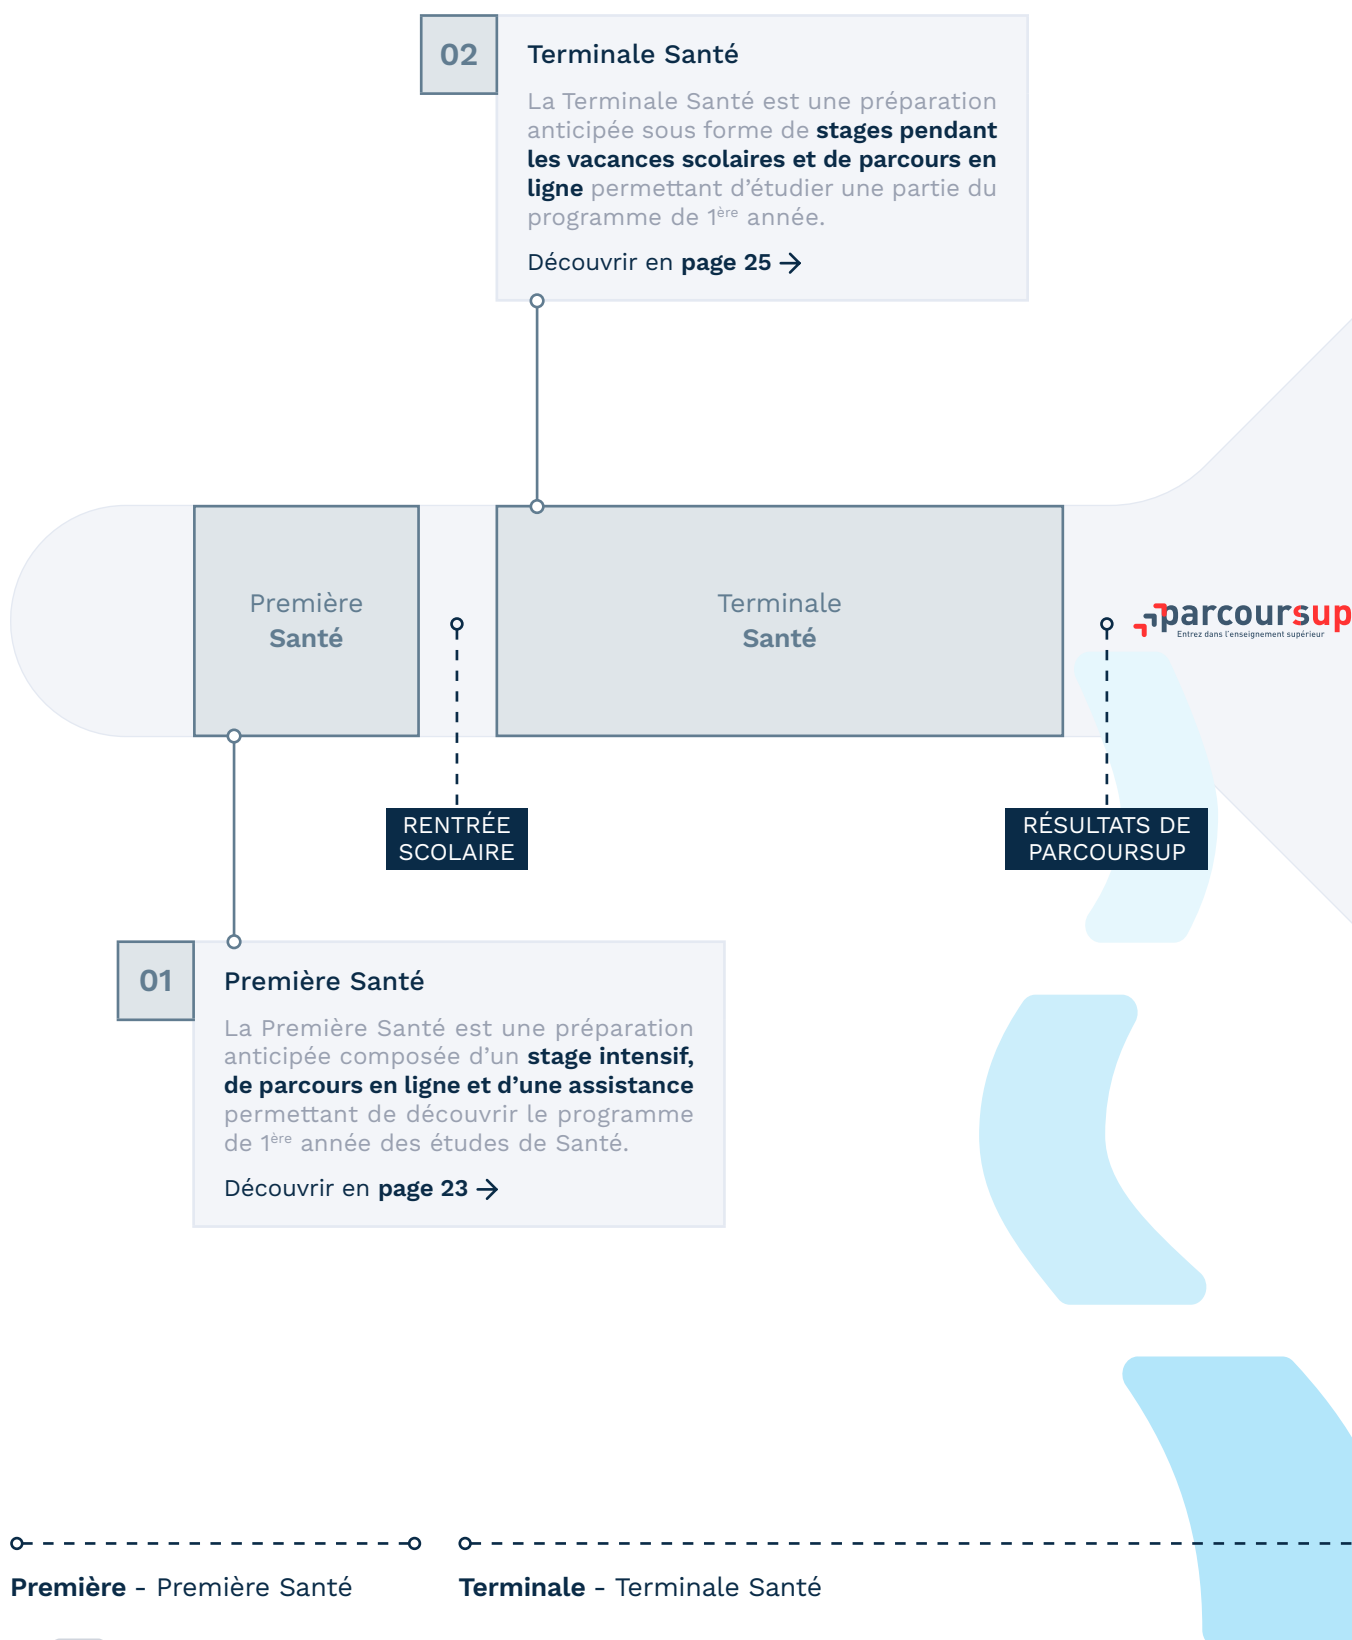 02
Terminale Santé
La Terminale Santé est une préparation
anticipée sous forme de stages pendant
les vacances scolaires et de parcours en
ligne permettant d’étudier une partie du
programme de 1ère année.
Découvrir en page 25 →
Première
Santé
Terminale
Santé
parcoursup
Entrez dans l'enseignement supérieur
RENTRÉE
SCOLAIRE
RÉSULTATS DE
PARCOURSUP
01
Première Santé
La Première Santé est une préparation
anticipée composée d’un stage intensif,
de parcours en ligne et d’une assistance
permettant de découvrir le programme
de 1ère année des études de Santé.
Découvrir en page 23 →
Première - Première Santé
Terminale - Terminale Santé